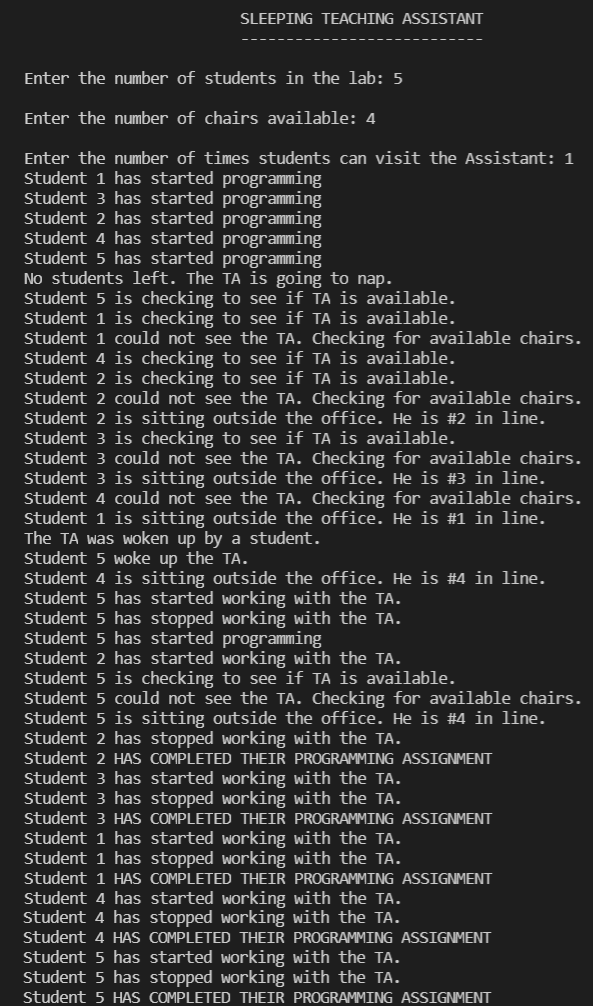 SLEEPING TEACHING ASSISTANT
---------------------------
Enter the number of students in the lab: 5
Enter the number of chairs available: 4
Enter the number of times students can visit the Assistant: 1
Student 1 has started programming
Student 3 has started programming
Student 2 has started programming
Student 4 has started programming
Student 5 has started programming
No students left. The TA is going to nap.
Student 5 is checking to see if TA is available.
Student 1 is checking to see if TA is available.
Student 1 could not see the TA. Checking for available chairs.
Student 4 is checking to see if TA is available.
Student 2 is checking to see if TA is available.
Student 2 could not see the TA. Checking for available chairs.
Student 2 is sitting outside the office. He is #2 in line.
Student 3 is checking to see if TA is available.
Student 3 could not see the TA. Checking for available chairs.
Student 3 is sitting outside the office. He is #3 in line.
Student 4 could not see the TA. Checking for available chairs.
Student 1 is sitting outside the office. He is #1 in line.
The TA was woken up by a student.
Student 5 woke up the TA.
Student 4 is sitting outside the office. He is #4 in line.
Student 5 has started working with the TA.
Student 5 has stopped working with the TA.
Student 5 has started programming
Student 2 has started working with the TA.
Student 5 is checking to see if TA is available.
Student 5 could not see the TA. Checking for available chairs.
Student 5 is sitting outside the office. He is #4 in line.
Student 2 has stopped working with the TA.
Student 2 HAS COMPLETED THEIR PROGRAMMING ASSIGNMENT
Student 3 has started working with the TA.
Student 3 has stopped working with the TA.
Student 3 HAS COMPLETED THEIR PROGRAMMING ASSIGNMENT
Student 1 has started working with the TA.
Student 1 has stopped working with the TA.
Student 1 HAS COMPLETED THEIR PROGRAMMING ASSIGNMENT
Student 4 has started working with the TA.
Student 4 has stopped working with the TA.
Student 4 HAS COMPLETED THEIR PROGRAMMING ASSIGNMENT
Student 5 has started working with the TA.
Student 5 has stopped working with the TA.
Student 5 HAS COMPLETED THEIR PROGRAMMING ASSIGNMENT